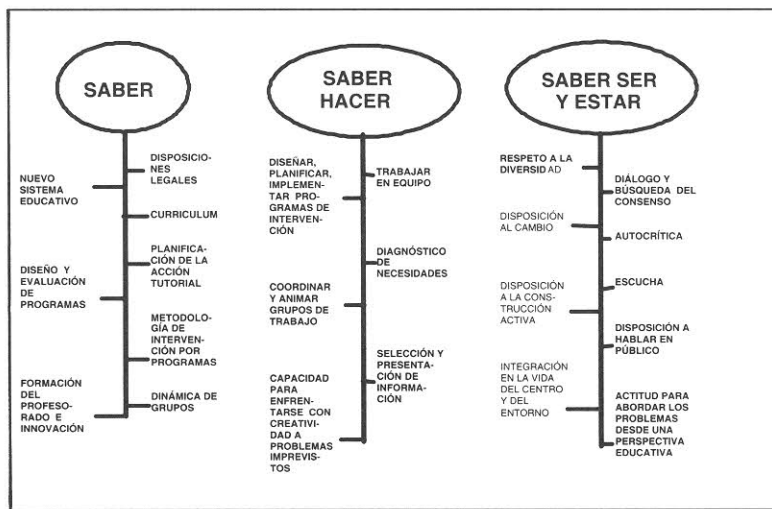 SABER
DISPOSICIO-
NES
LEGALES
NUEVO
SISTEMA
EDUCATIVO
CURRICULUM
PLANIFICA-
CIÓN DE LA
ACCIÓN
TUTORIAL
DISEÑO Y
EVALUACIÓN
DE
PROGRAMAS
METODOLO-
GÍA DE
INTERVEN-
CIÓN POR
PROGRAMAS
FORMACIÓN
DEL
PROFESO-
RADO E
INNOVACIÓN
DINÁMICA DE
GRUPOS
SABER
HACER
DISEÑAR,
PLANIFICAR,
IMPLEMEN-
TAR PRO-
GRAMAS DE
INTERVEN-
CIÓN
TRABAJAR
EN EQUIPO
DIAGNÓSTICO
DE
NECESIDADES
COORDINAR
Y ANIMAR
GRUPOS DE
TRABAJO
SELECCIÓN Y
PRESENTA-
CIÓN DE
INFORMA-
CIÓN
CAPACIDAD
PARA
ENFREN-
TARSE CON
CREATIVI-
DAD A
PROBLEMAS
IMPREVIS-
TOS
SABER SER
Y ESTAR
RESPETO A LA
DIVERSIDAD
DIÁLOGO Y
BÚSQUEDA DEL
CONSENSO
DISPOSICIÓN
AL CAMBIO
AUTOCRÍTICA
ESCUCHA
DISPOSICIÓN
A LA CONS-
TRUCCIÓN
ACTIVA
DISPOSICIÓN A
HABLAR EN
PÚBLICO
INTEGRACIÓN
EN LA VIDA
DEL CENTRO
Y DEL
ENTORNO
ACTITUD PARA
ABORDAR LOS
PROBLEMAS
DESDE UNA
PERSPECTIVA
EDUCATIVA